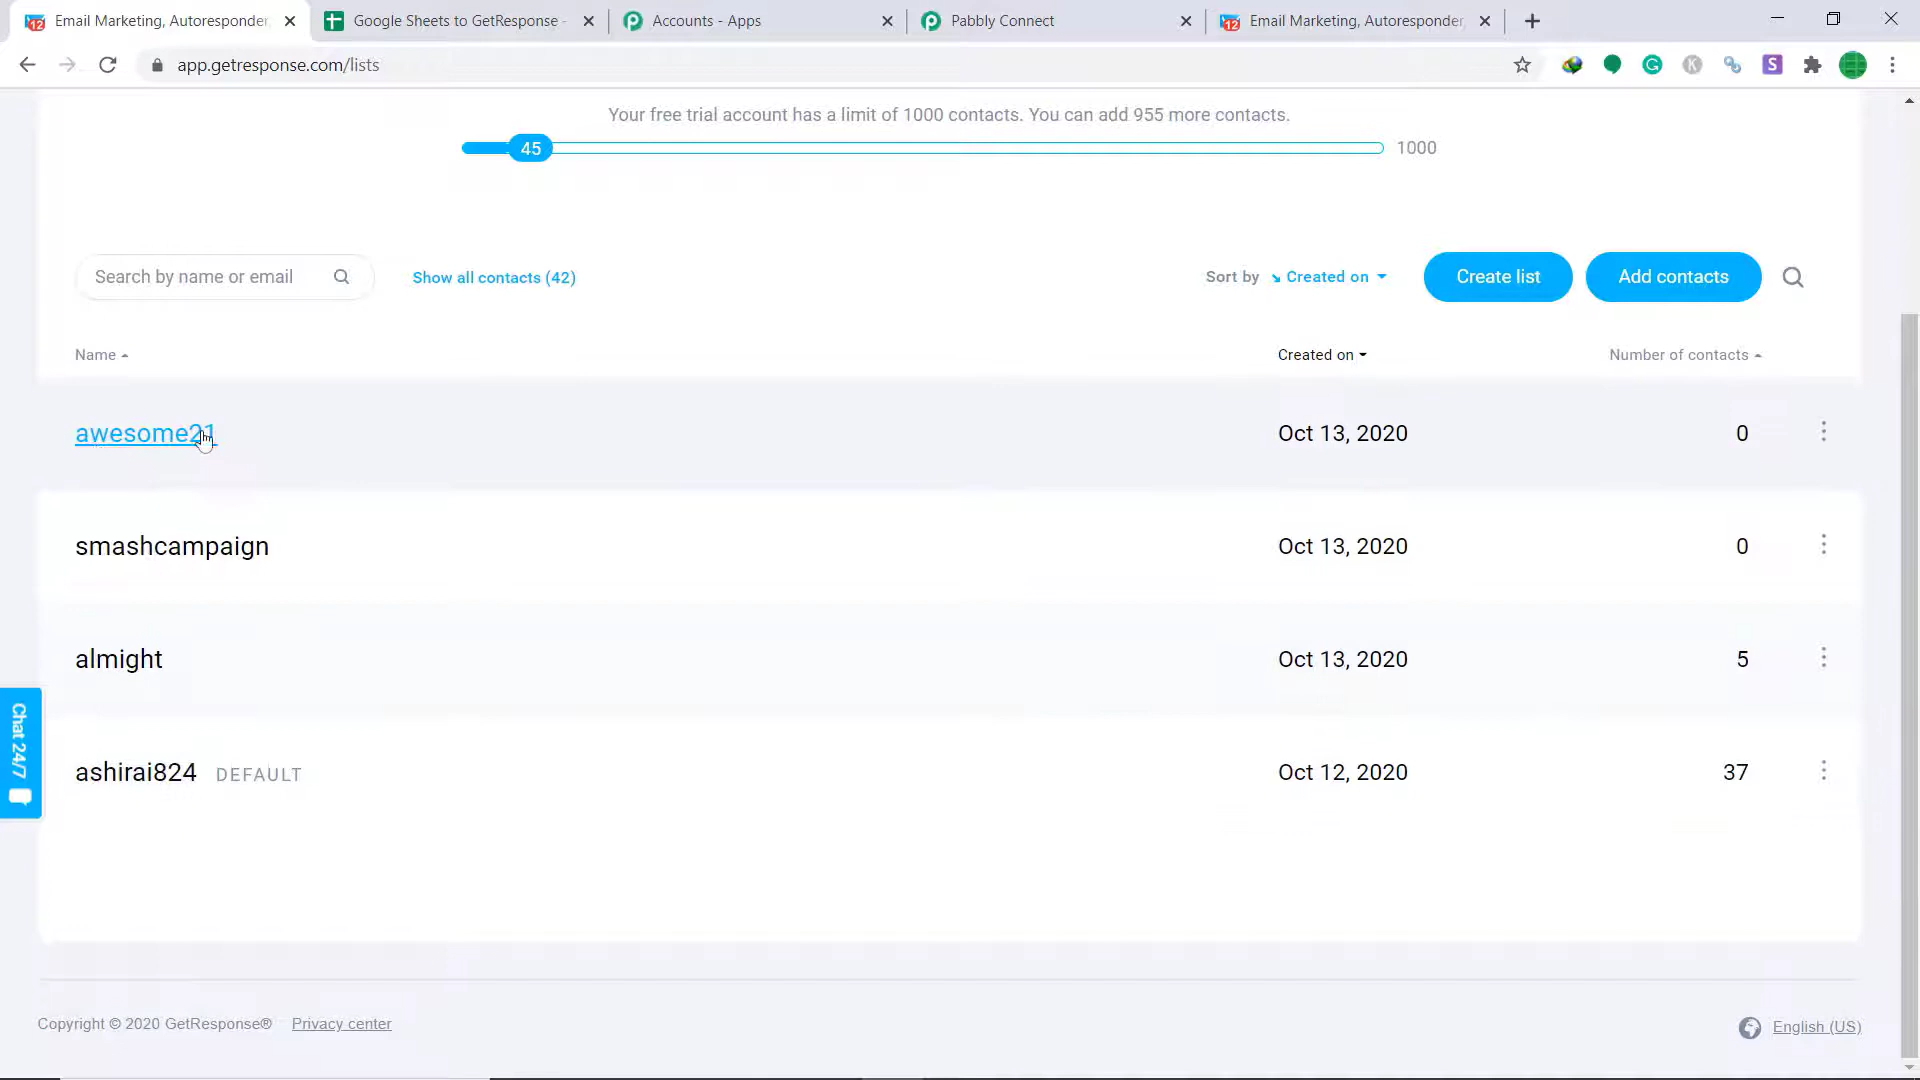 Email Marketing, Autoresponder
Google Sheets to GetResponse -
Accounts - Apps
Pabbly Connect
Email Marketing, Autoresponder,
app.getresponse.com/lists
Your free trial account has a limit of 1000 contacts. You can add 955 more contacts.
45
1000
Search by name or email
Show all contacts (42)
Sort by
Created on
Create list
Add contacts
Name
Created on
Number of contacts
awesome21
Oct 13, 2020
0
smashcampaign
Oct 13, 2020
0
almight
Oct 13, 2020
5
ashirai824 DEFAULT
Oct 12, 2020
37
Chat 24/7
Copyright © 2020 GetResponse®
Privacy center
English (US)